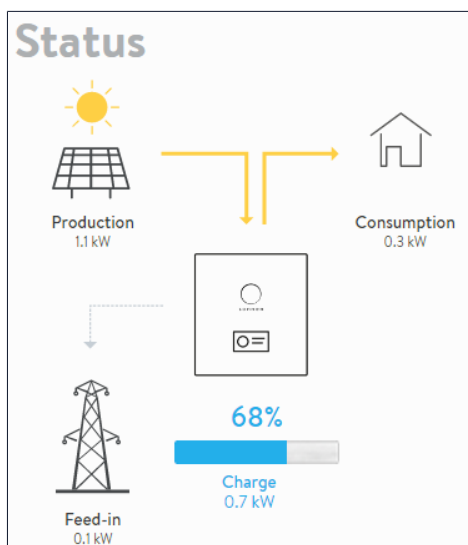 Status
Production
1.1 kW
Consumption
0.3 kW
68%
Charge
0.7 kW
Feed-in
0.1 kW